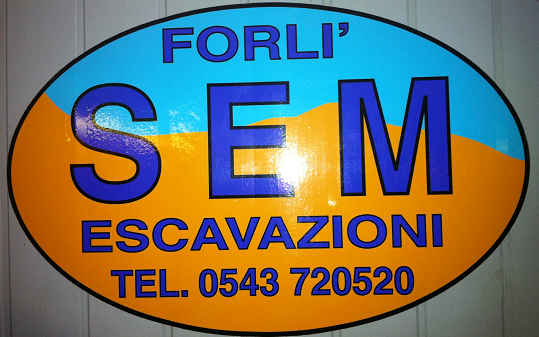 FORLI'
SEM
ESCAVAZIONI
TEL. 0543 720520